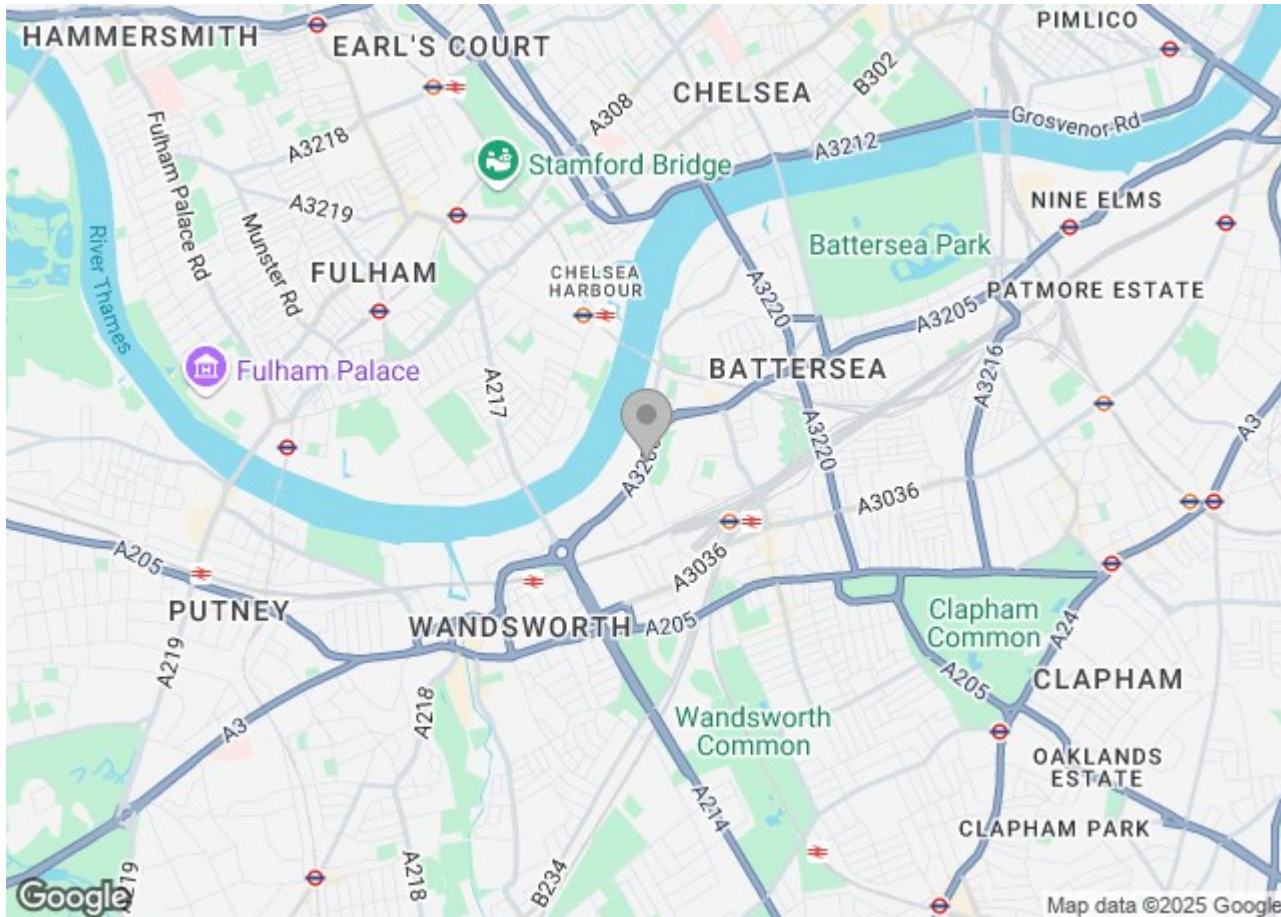 HAMMERSMITH
EARL'S COURT
PIMLICO
B302
CHELSEA
A308
Grosvenor Rd
A3218
A3212
Fulham Palace Rd
Stamford Bridge
A3219
NINE ELMS
Munster Rd
River Thames
Battersea Park
FULHAM
CHELSEA
HARBOUR
A3220
PATMORE ESTATE
A3205
Fulham Palace
BATTERSEA
A217
A3216
A3220
A3
A3036
A205
A3036
PUTNEY
WANDSWORTH
A205
Clapham
Common
A24
A219
A205
CLAPHAM
A218
Wandsworth
Common
A3
OAKLANDS
ESTATE
A214
CLAPHAM PARK
A219
A218
B234
Google
Map data ©2025 Google